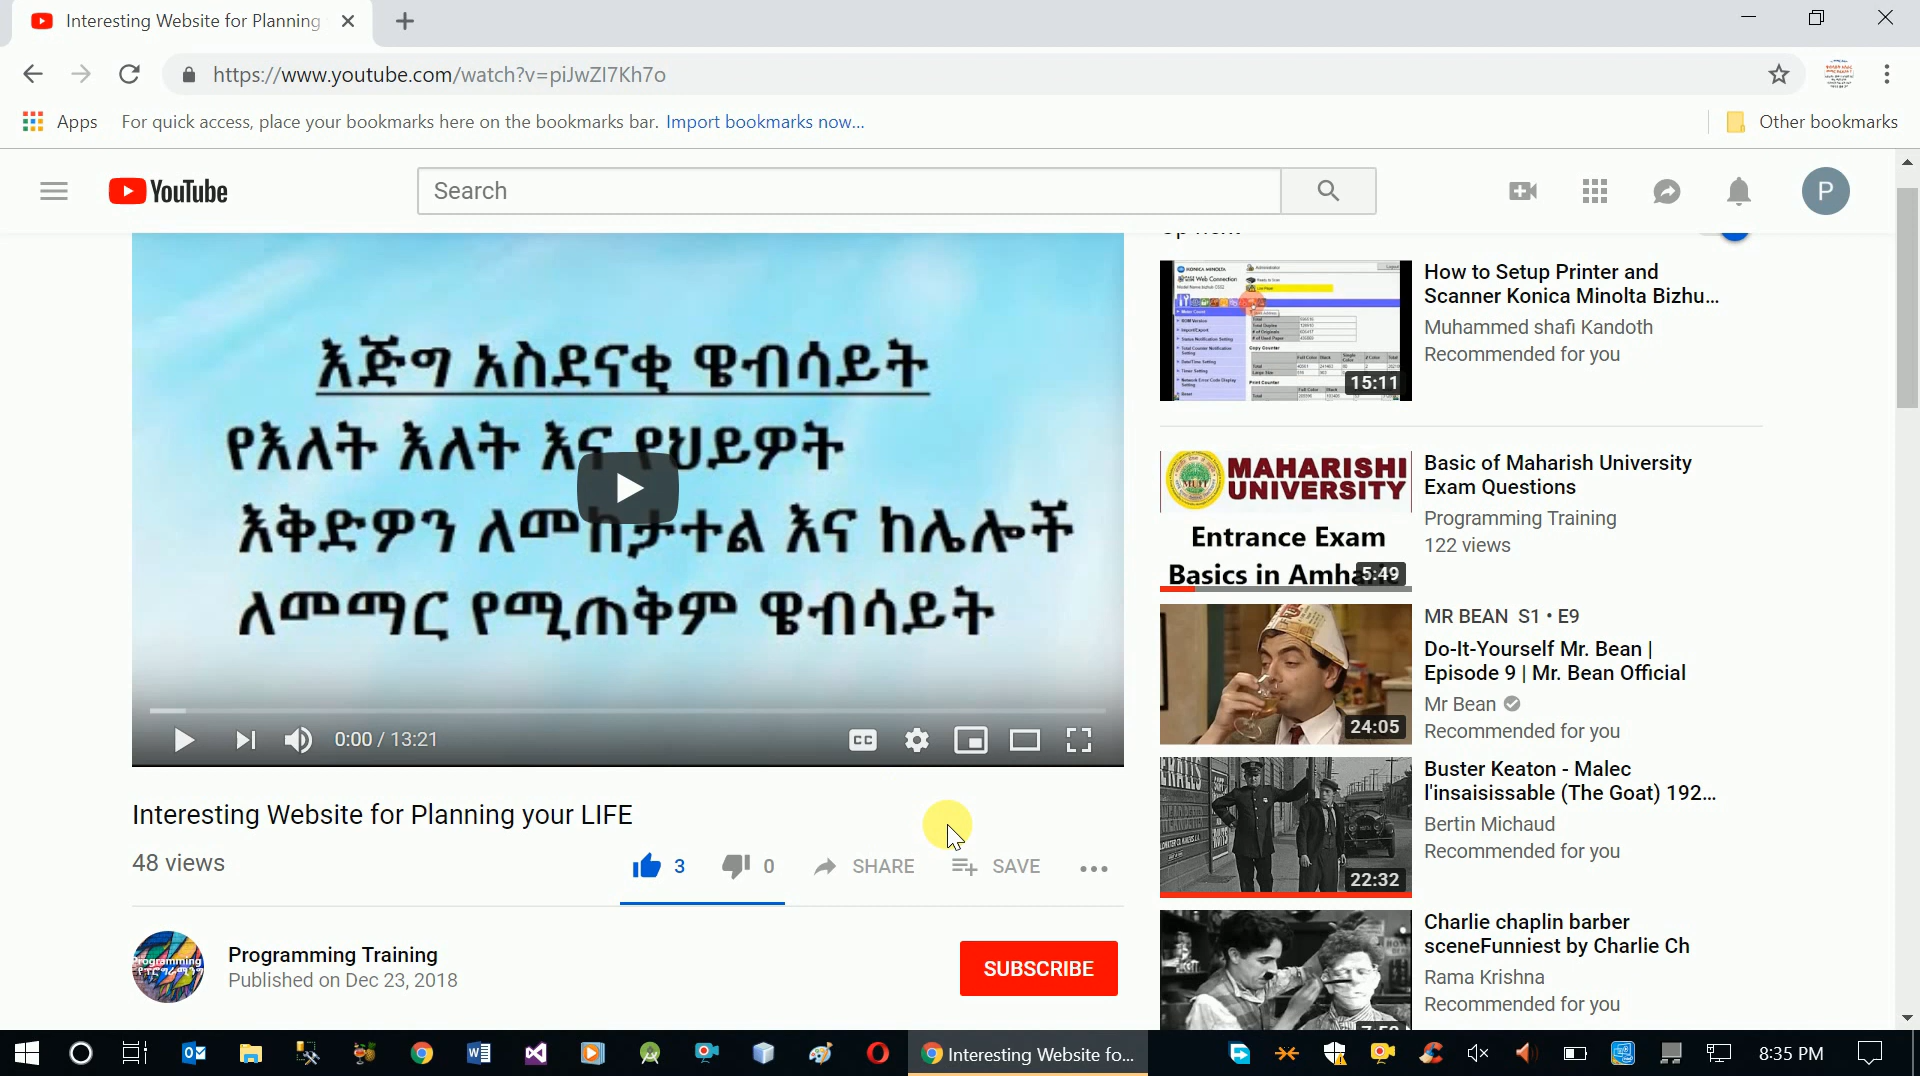 Interesting Website for Planning
https://www.youtube.com/watch?v=piJwZI7Kh7o
Apps
For quick access, place your bookmarks here on the bookmarks bar. Import bookmarks now...
Other bookmarks
YouTube
Search
P
እጅግ አስደናቂ ዌብሳይት
የእለት እለት እና የህይዎት
እቅድዎን ለመከታተል እና ከሌሎች
ለመማር የሚጠቅም ዌብሳይት
0:00 / 13:21
CC
Interesting Website for Planning your LIFE
48 views
3
0
SHARE
SAVE
Programming Training
Published on Dec 23, 2018
SUBSCRIBE
KONICA MINOLTA
Web Connection
15:11
How to Setup Printer and
Scanner Konica Minolta Bizhu...
Muhammed shafi Kandoth
Recommended for you
MAHARISHI
UNIVERSITY
Entrance Exam
Basics in
5:49
Basic of Maharish University
Exam Questions
Programming Training
122 views
24:05
MR BEAN S1 • E9
Do-It-Yourself Mr. Bean |
Episode 9 | Mr. Bean Official
Mr Bean
Recommended for you
22:32
Buster Keaton - Malec
l'insaisissable (The Goat) 192...
Bertin Michaud
Recommended for you
Charlie chaplin barber
sceneFunniest by Charlie Ch
Rama Krishna
Recommended for you
Interesting Website fo...
8:35 PM